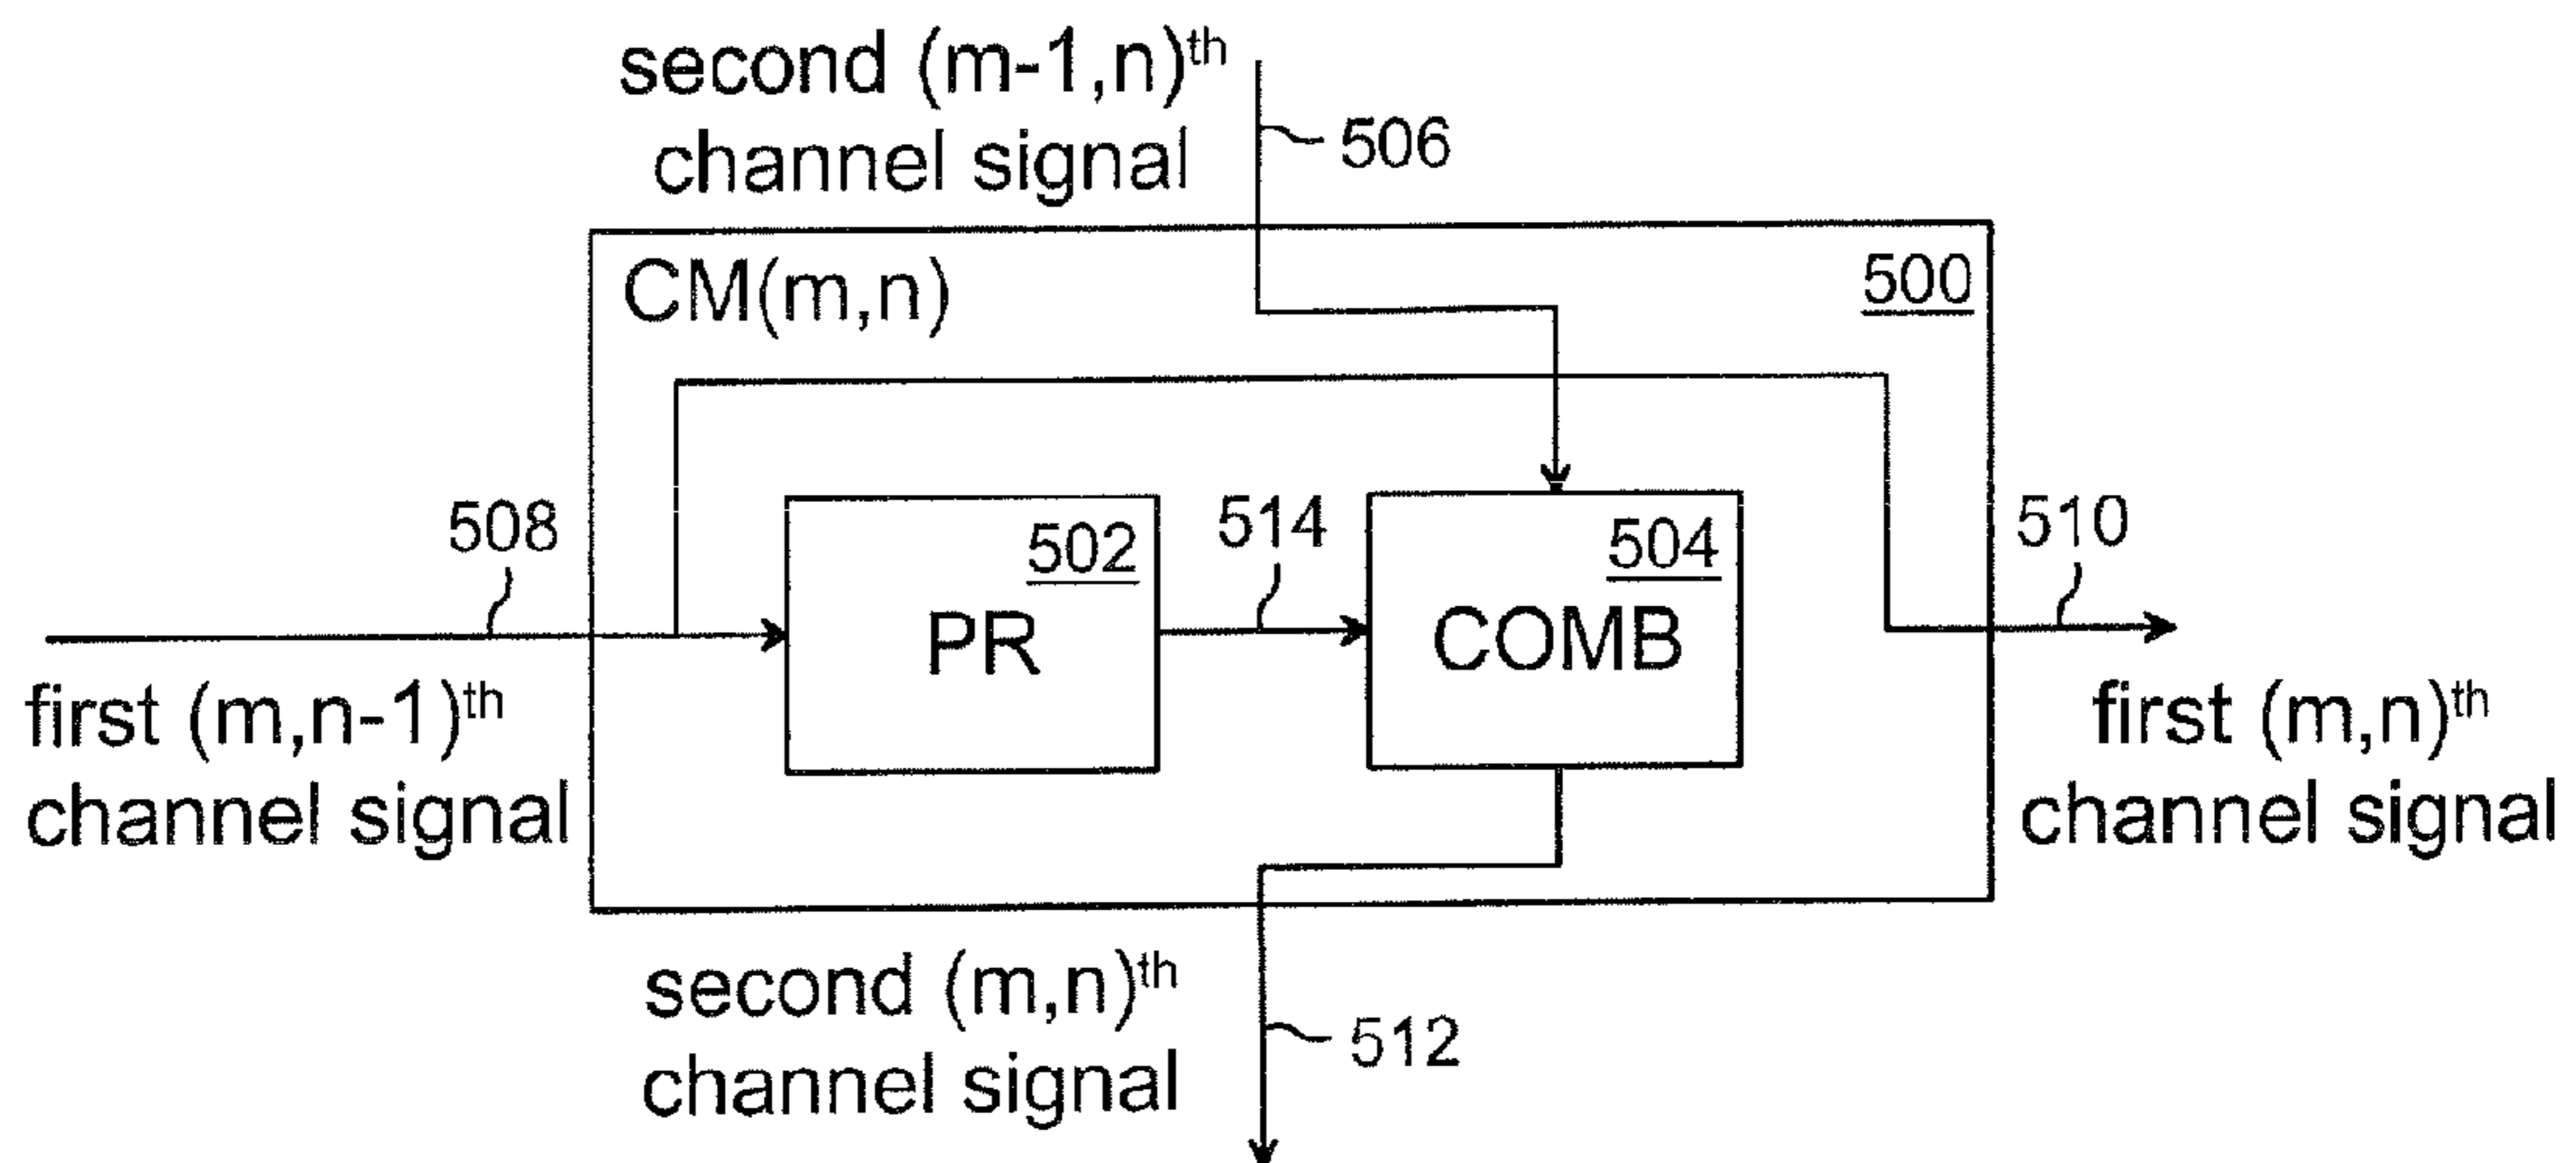 second (m-1,n)th
channel signal
506
CM(m,n)
500
508
502
PR
514
504
COMB
510
first (m,n-1)th
channel signal
first (m,n)th
channel signal
second (m,n)th
channel signal
512